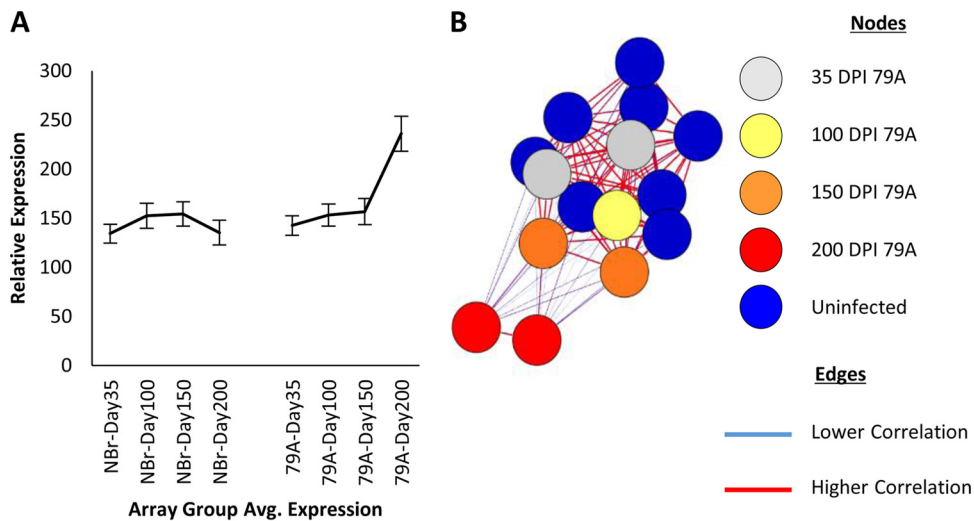 A
Relative Expression
300
250
200
150
100
50
0
NBr-Day35
NBr-Day100
NBr-Day150
NBr-Day200
79A-Day35
79A-Day100
79A-Day150
79A-Day200
Array Group Avg. Expression
B
Nodes
35 DPI 79A
100 DPI 79A
150 DPI 79A
200 DPI 79A
Uninfected
Edges
Lower Correlation
Higher Correlation